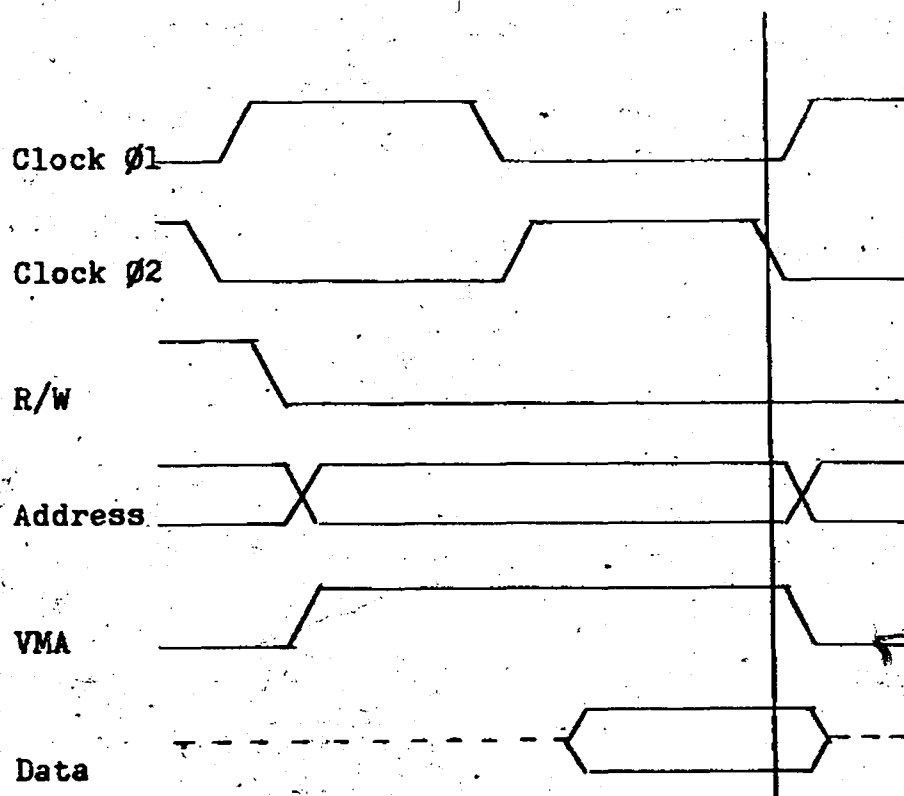 Clock Ø1
Clock Ø2
R/W
Address
VMA
Data